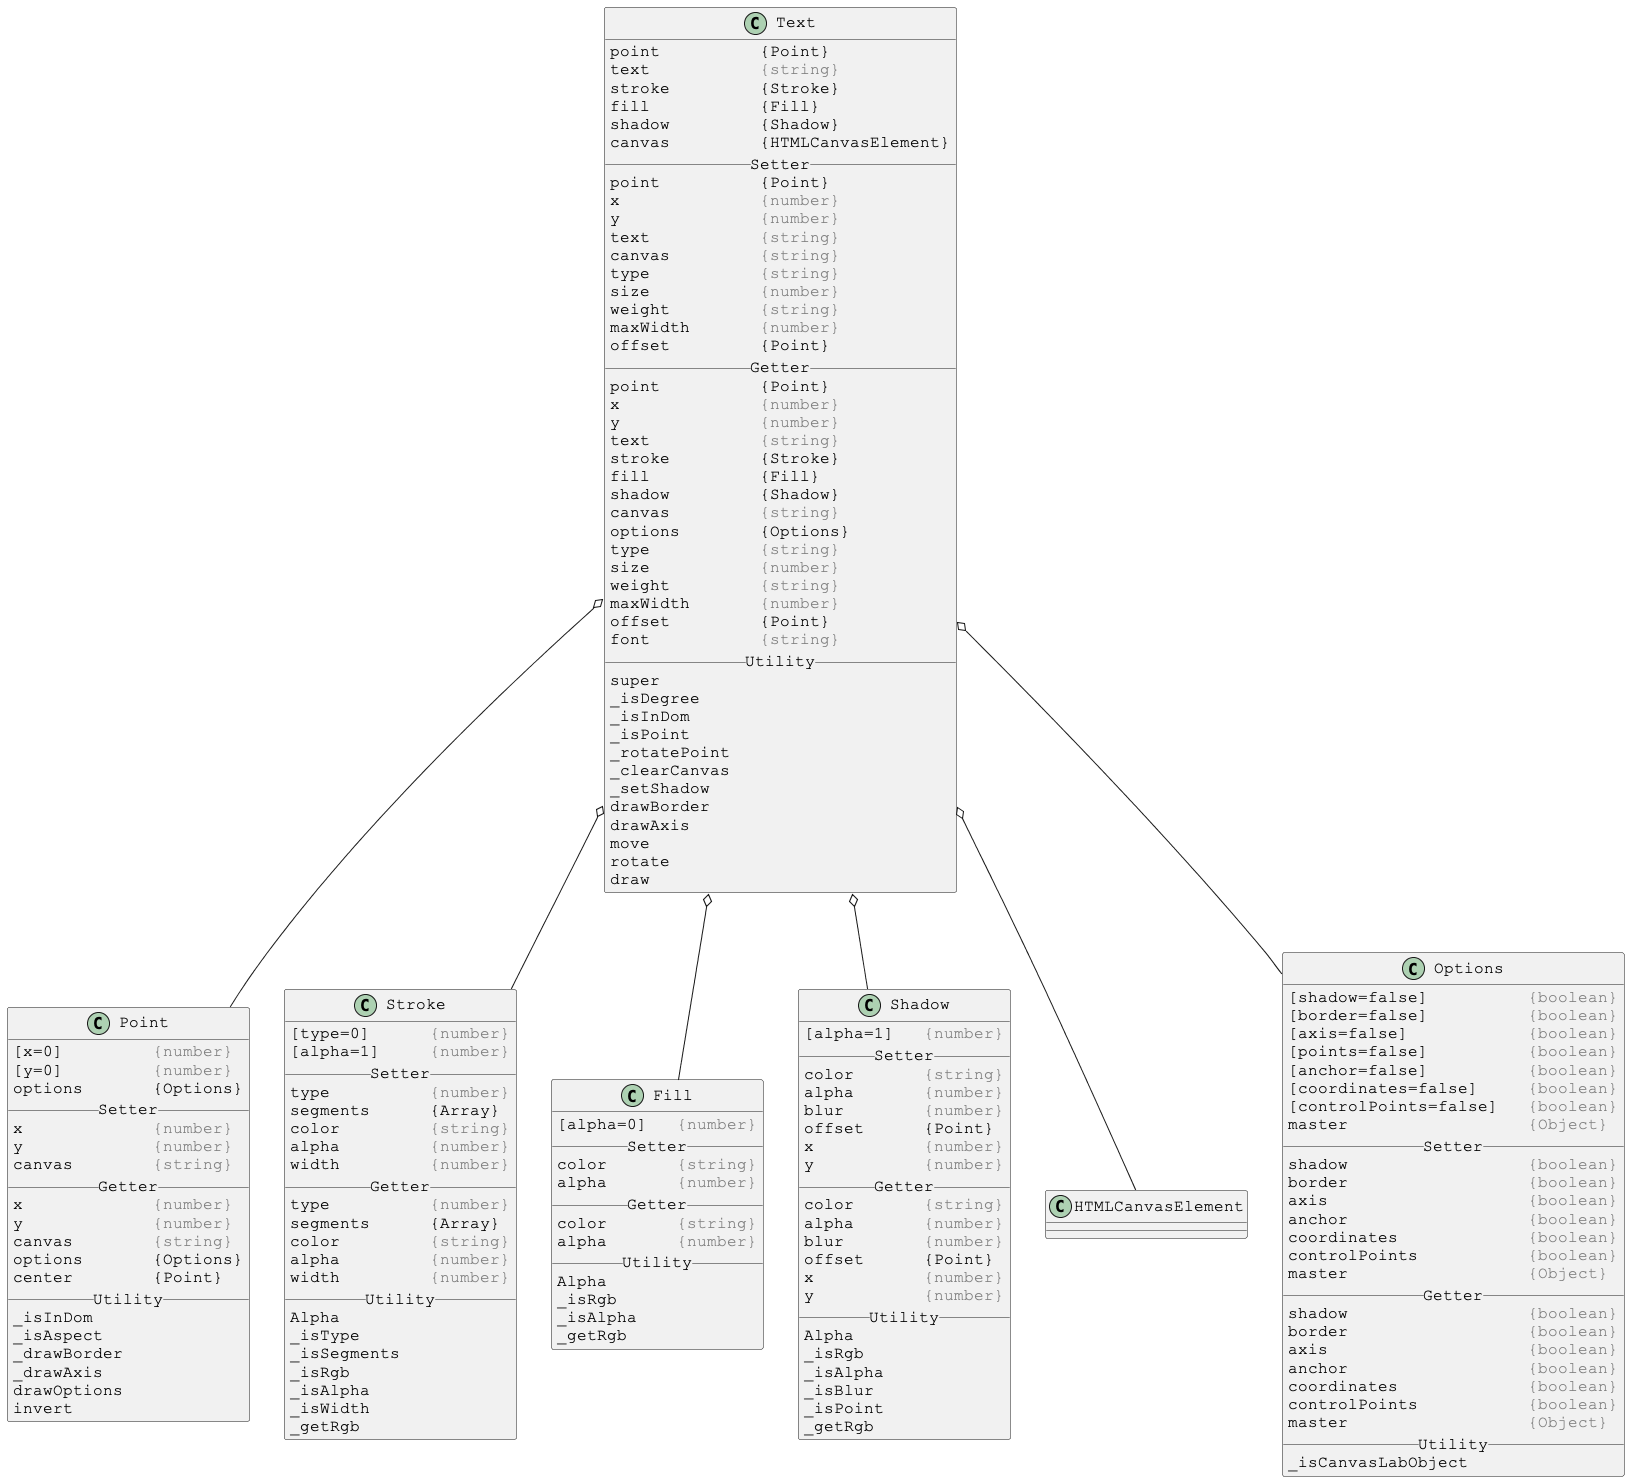 C Text
point {Point}
text {string}
stroke {Stroke}
fill {Fill}
shadow {Shadow}
canvas {HTMLCanvasElement}
Setter
point {Point}
x {number}
y {number}
text {string}
canvas {string}
type {string}
size {number}
weight {string}
maxWidth {number}
offset {Point}
Getter
point {Point}
x {number}
y {number}
text {string}
stroke {Stroke}
fill {Fill}
shadow {Shadow}
canvas {string}
options {Options}
type {string}
size {number}
weight {string}
maxWidth {number}
offset {Point}
font {string}
Utility
super
_isDegree
_isInDom
_isPoint
_rotatePoint
_clearCanvas
_setShadow
drawBorder
drawAxis
move
rotate
draw
C Point
[x=0] {number}
[y=0] {number}
options {Options}
Setter
x {number}
y {number}
canvas {string}
Getter
x {number}
y {number}
canvas {string}
options {Options}
center {Point}
Utility
_isInDom
_isAspect
_drawBorder
_drawAxis
drawOptions
invert
C Stroke
[type=0] {number}
[alpha=1] {number}
Setter
type {number}
segments {Array}
color {string}
alpha {number}
width {number}
Getter
type {number}
segments {Array}
color {string}
alpha {number}
width {number}
Utility
Alpha
_isType
_isSegments
_isRgb
_isAlpha
_isWidth
_getRgb
C Fill
[alpha=0] {number}
Setter
color {string}
alpha {number}
Getter
color {string}
alpha {number}
Utility
Alpha
_isRgb
_isAlpha
_getRgb
C Shadow
[alpha=1] {number}
Setter
color {string}
alpha {number}
blur {number}
offset {Point}
x {number}
y {number}
Getter
color {string}
alpha {number}
blur {number}
offset {Point}
x {number}
y {number}
Utility
Alpha
_isRgb
_isAlpha
_isBlur
_isPoint
_getRgb
C HTMLCanvasElement
C Options
[shadow=false] {boolean}
[border=false] {boolean}
[axis=false] {boolean}
[points=false] {boolean}
[anchor=false] {boolean}
[coordinates=false] {boolean}
[controlPoints=false] {boolean}
master {Object}
Setter
shadow {boolean}
border {boolean}
axis {boolean}
anchor {boolean}
coordinates {boolean}
controlPoints {boolean}
master {Object}
Getter
shadow {boolean}
border {boolean}
axis {boolean}
anchor {boolean}
coordinates {boolean}
controlPoints {boolean}
master {Object}
Utility
_isCanvasLabObject